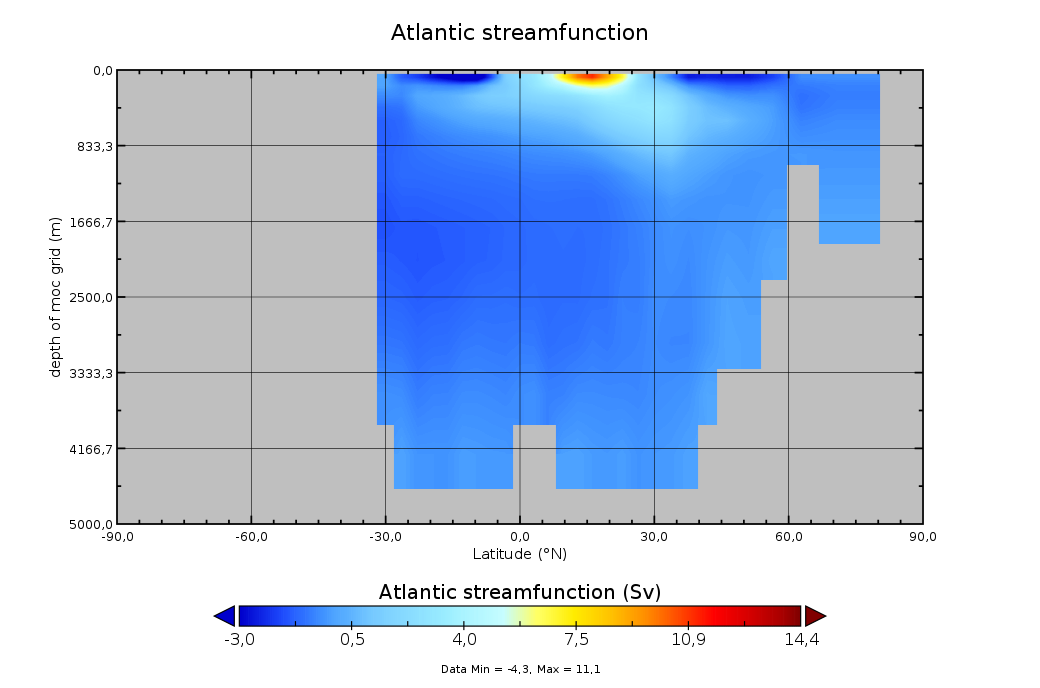 Atlantic streamfunction
0,0
833,3
1666,7
2500,0
3333,3
4166,7
5000,0
depth of moc grid (m)
-90,0 -60,0 -30,0 0,0 30,0 60,0 90,0
Latitude (°N)
Atlantic streamfunction (Sv)
-3,0 0,5 4,0 7,5 10,9 14,4
Data Min = -4,3, Max = 11,1